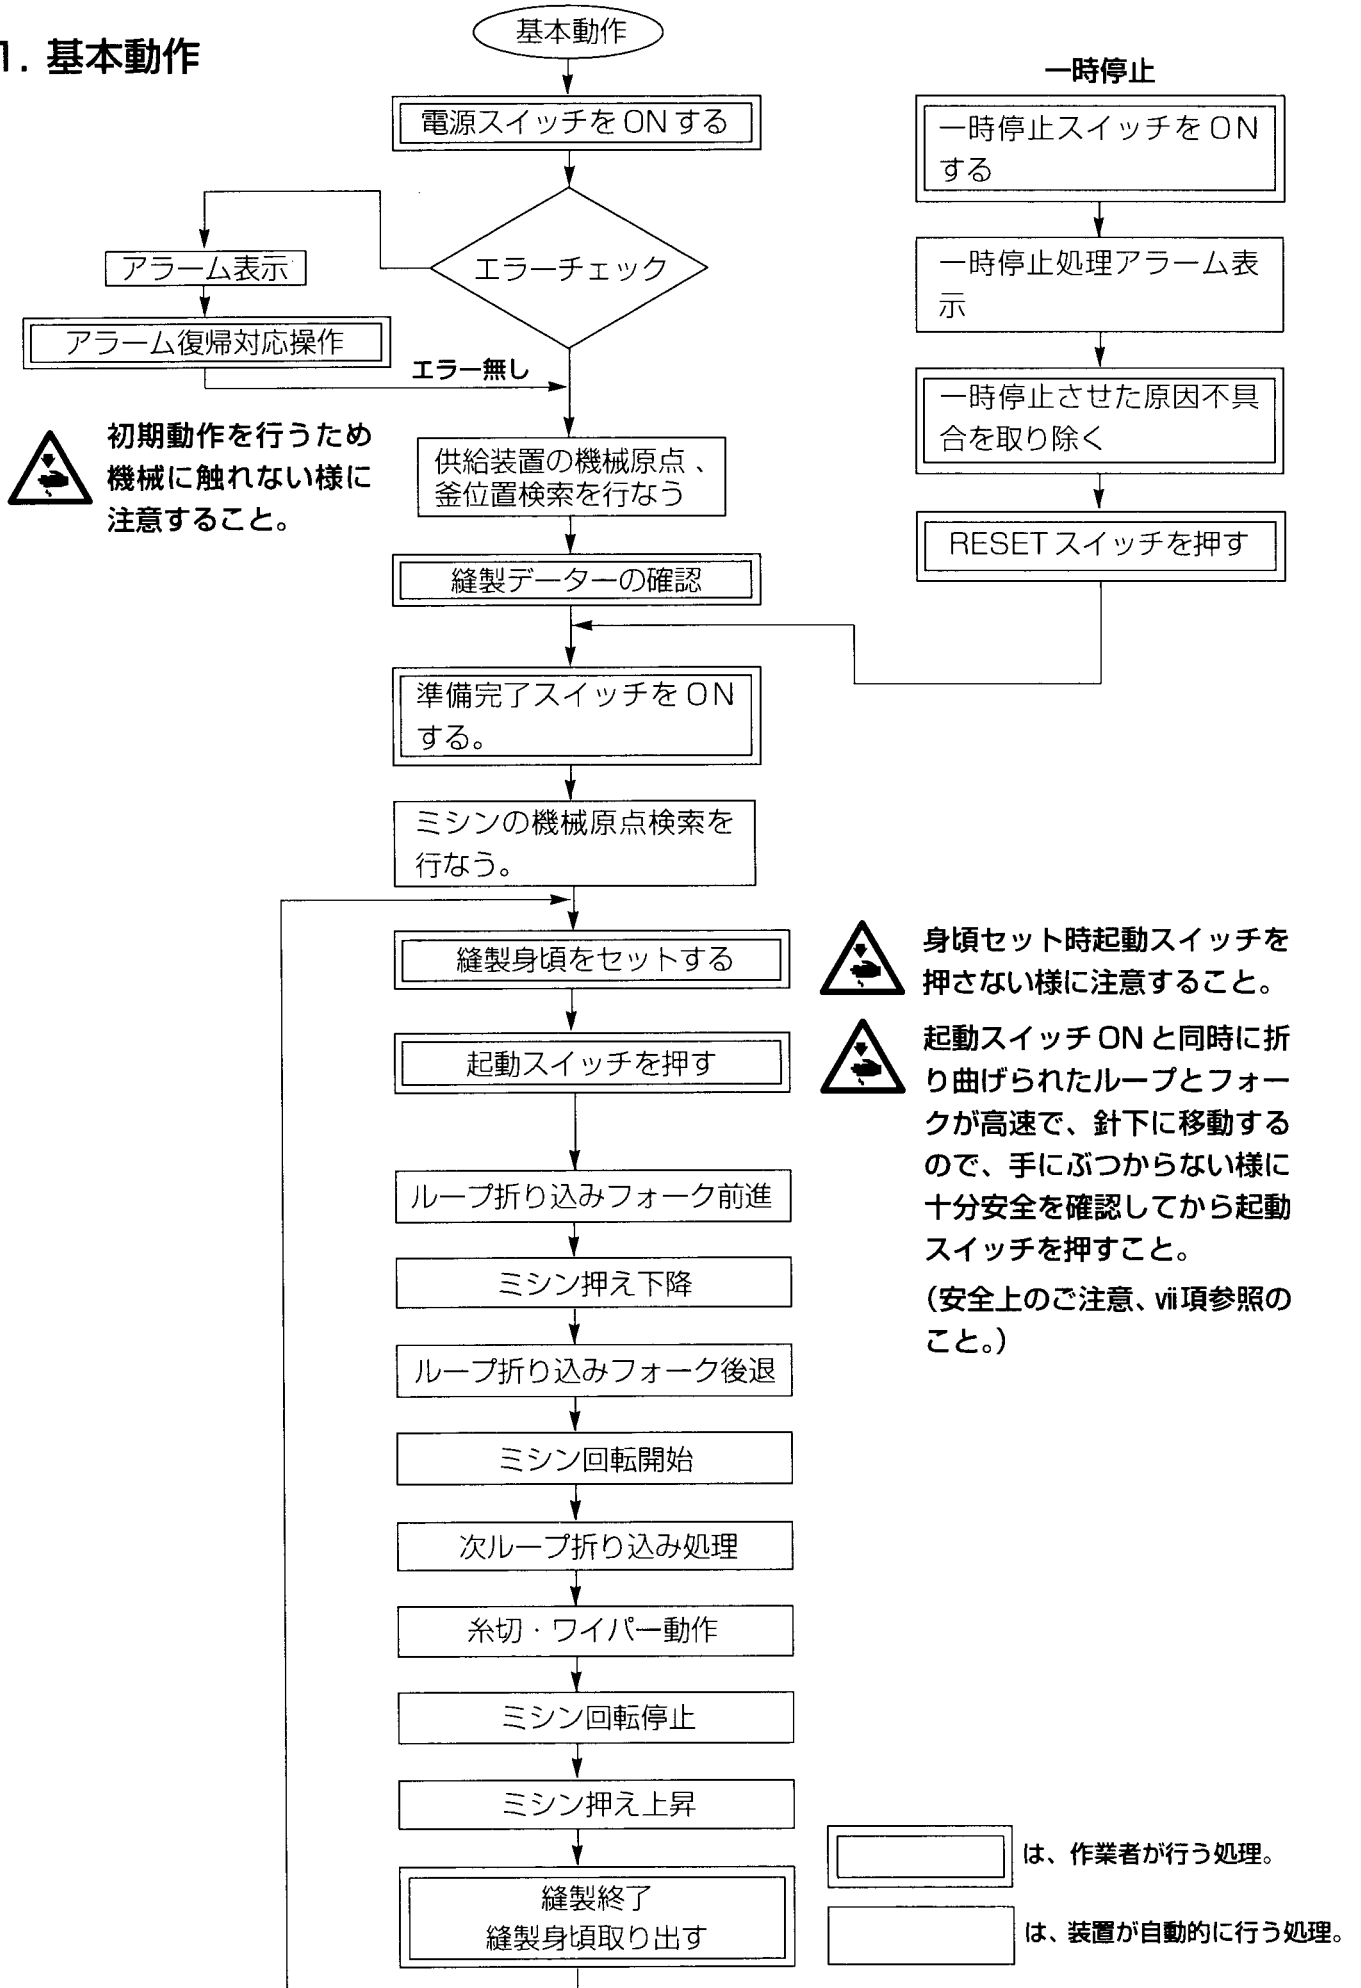 1. 基本動作
基本動作
電源スイッチをONする
エラーチェック
アラーム表示
アラーム復帰対応操作
エラー無し
初期動作を行うため
機械に触れない様に
注意すること。
供給装置の機械原点、
釜位置検索を行なう
縫製データーの確認
準備完了スイッチをON
する。
ミシンの機械原点検索を
行なう。
縫製身頃をセットする
起動スイッチを押す
ループ折り込みフォーク前進
ミシン押え下降
ループ折り込みフォーク後退
ミシン回転開始
次ループ折り込み処理
糸切・ワイパー動作
ミシン回転停止
ミシン押え上昇
縫製終了
縫製身頃取り出す
一時停止
一時停止スイッチをON
する
一時停止処理アラーム表
示
一時停止させた原因不具
合を取り除く
RESETスイッチを押す
身頃セット時起動スイッチを
押さない様に注意すること。
起動スイッチONと同時に折
り曲げられたループとフォー
クが高速で、針下に移動する
ので、手にぶつからない様に
十分安全を確認してから起動
スイッチを押すこと。
(安全上のご注意、ⅶ項参照の
こと。)
は、作業者が行う処理。
は、装置が自動的に行う処理。